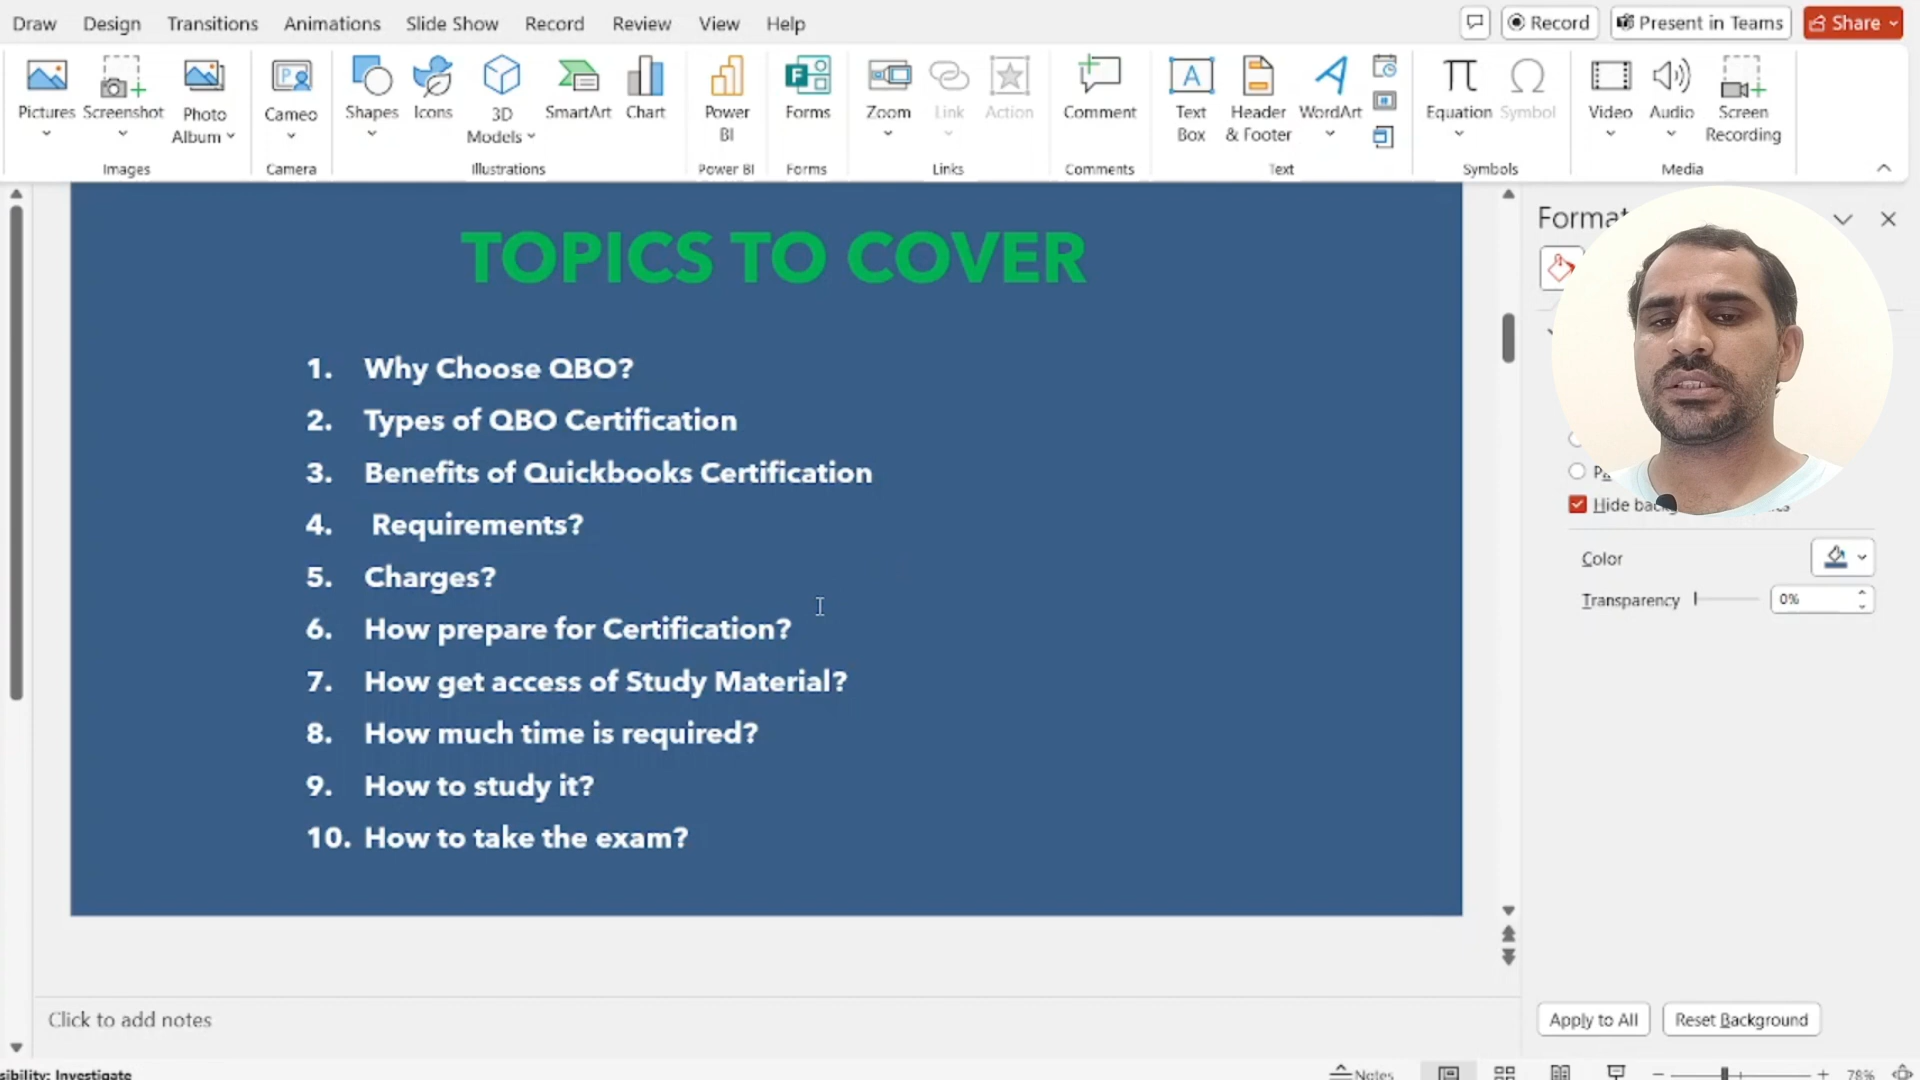 Draw Design Transitions Animations Slide Show Record Review View Help
Record Present in Teams Share
Pictures Screenshot Photo Album Cameo Shapes Icons 3D Models SmartArt Chart Power BI Forms Zoom Link Action Comment Text Box Header & Footer WordArt Equation Symbol Video Audio Screen Recording
Images Camera Illustrations Power BI Forms Links Comments Text Symbols Media
TOPICS TO COVER
1. Why Choose QBO?
2. Types of QBO Certification
3. Benefits of Quickbooks Certification
4. Requirements?
5. Charges?
6. How prepare for Certification?
7. How get access of Study Material?
8. How much time is required?
9. How to study it?
10. How to take the exam?
Format
Hide
Color
Transparency 0%
Apply to All Reset Background
Click to add notes
sibility: Investigate
Notes 78%